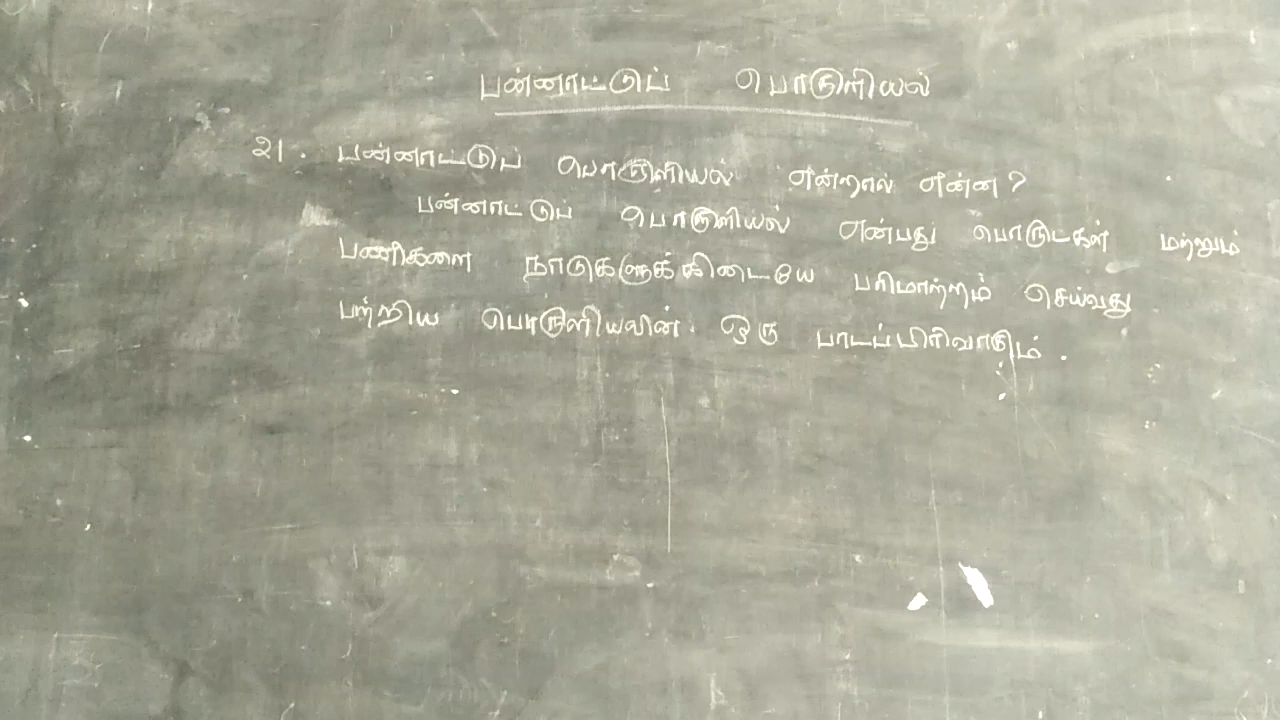 பன்னாட்டுப் பொருளியல்
21. பன்னாட்டுப் பொருளியல் என்றால் என்ன?
பன்னாட்டுப் பொருளியல் என்பது பொருட்கள் மற்றும்
பணிகளை நாடுகளுக்கிடையே பரிமாற்றம் செய்வது
பற்றிய பொருளியலின் ஒரு பாடப்பிரிவாகும்.